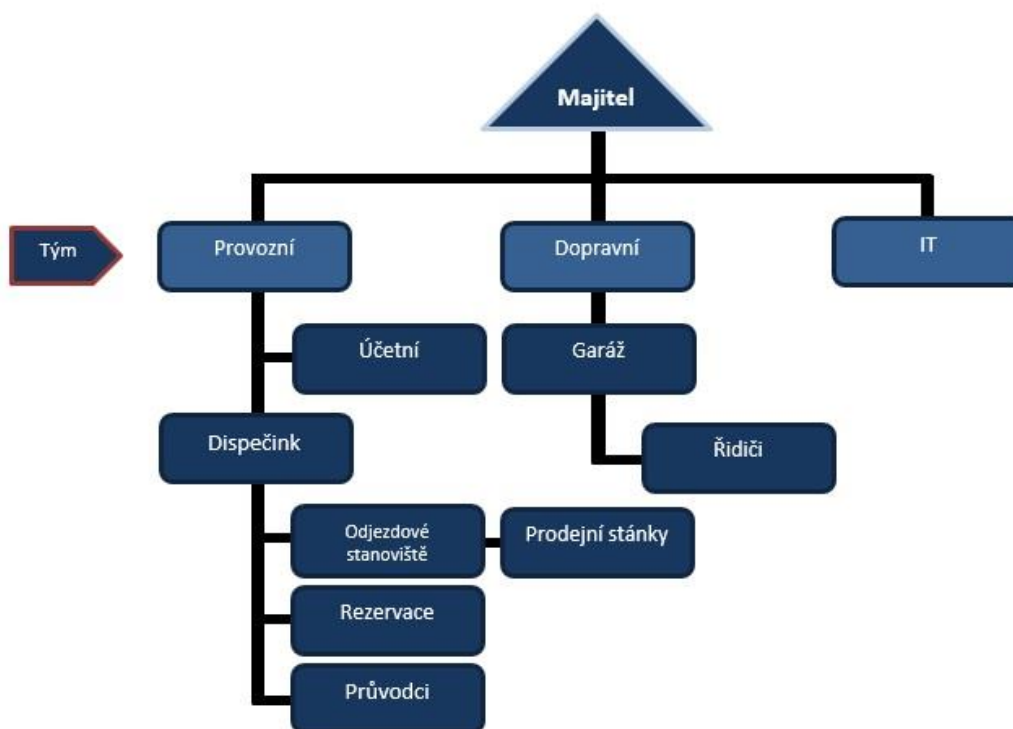 Majitel
Tým
Provozní
Dopravní
IT
Účetní
Garáž
Dispečink
Řidiči
Odjezdové
stanoviště
Prodejní stánky
Rezervace
Průvodci